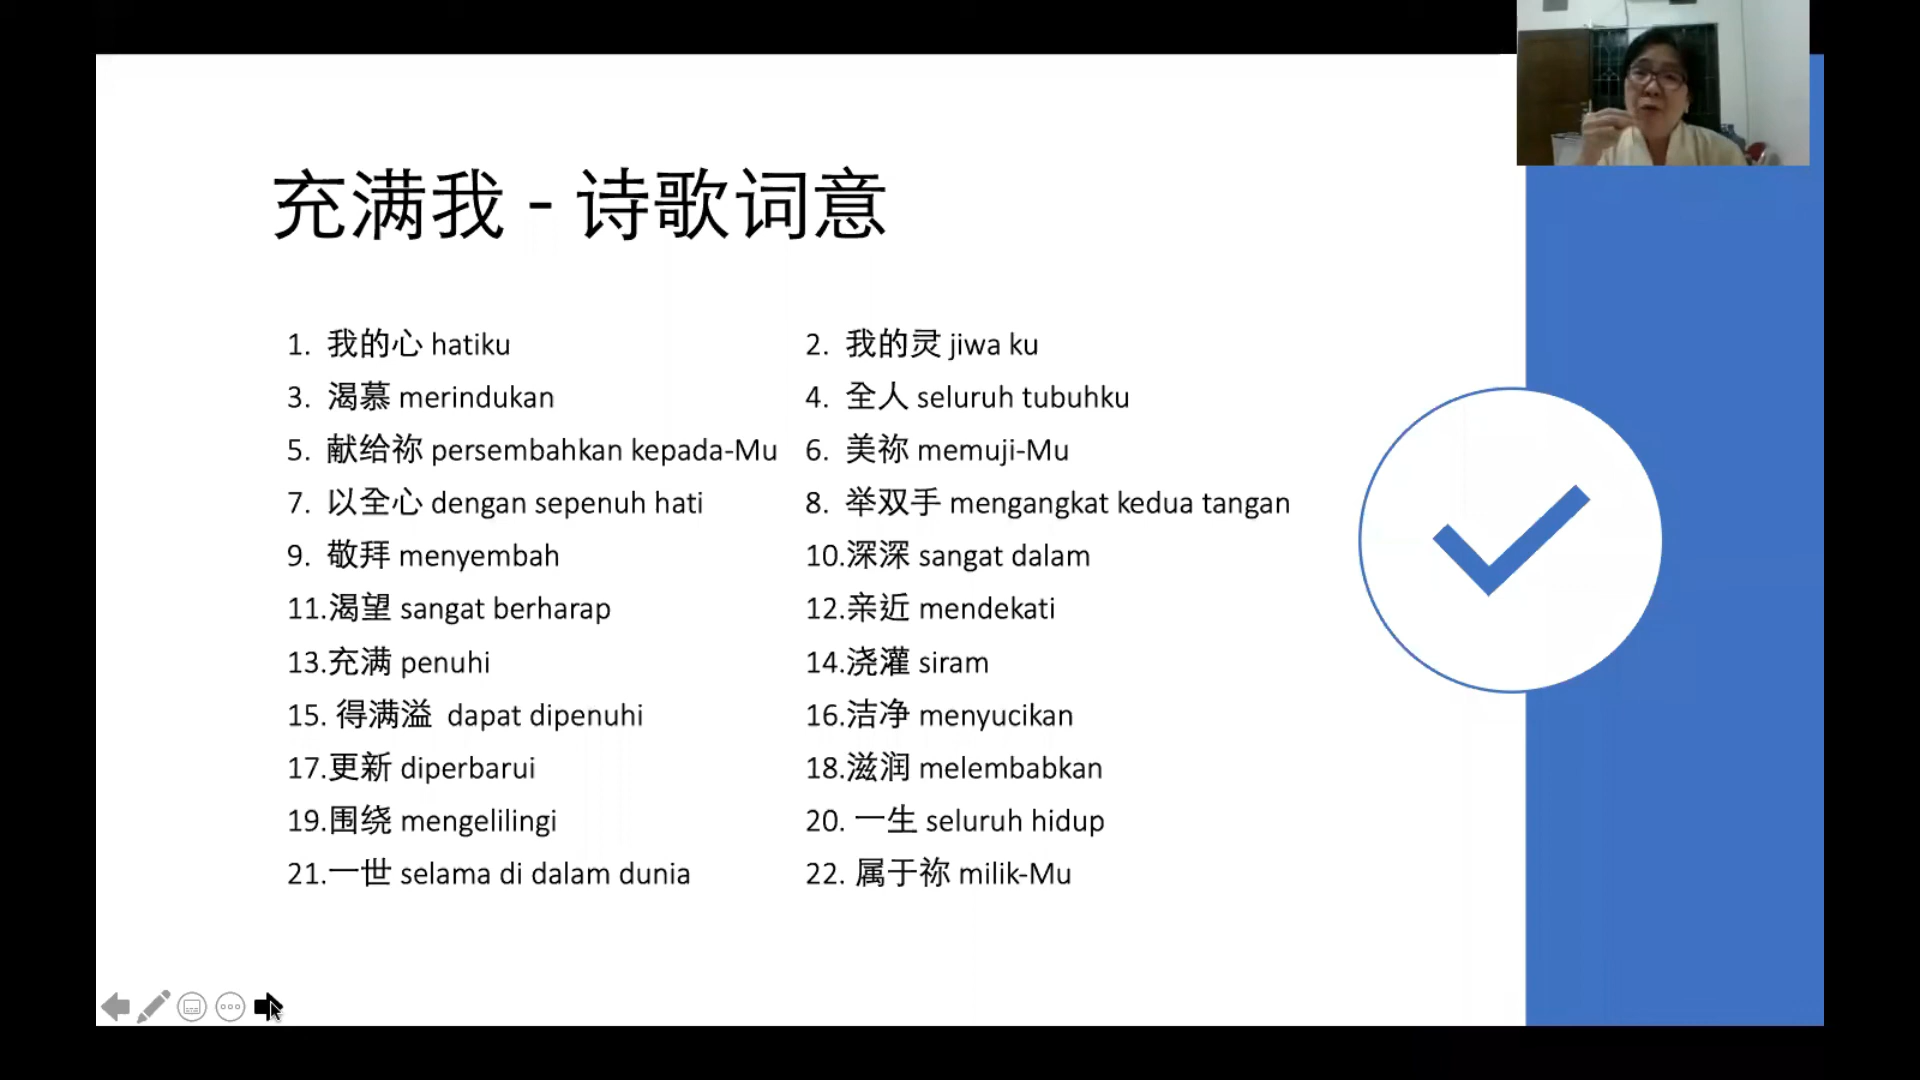 充满我 - 诗歌词意
1. 我的心 hatiku
2. 我的灵 jiwa ku
3. 渴慕 merindukan
4. 全人 seluruh tubuhku
5. 献给祢 persembahkan kepada-Mu
6. 美祢 memuji-Mu
7. 以全心 dengan sepenuh hati
8. 举双手 mengangkat kedua tangan
9. 敬拜 menyembah
10.深深 sangat dalam
11.渴望 sangat berharap
12.亲近 mendekati
13.充满 penuhi
14.浇灌 siram
15. 得满溢 dapat dipenuhi
16.洁净 menyucikan
17.更新 diperbarui
18.滋润 melembabkan
19.围绕 mengelilingi
20. 一生 seluruh hidup
21.一世 selama di dalam dunia
22. 属于祢 milik-Mu